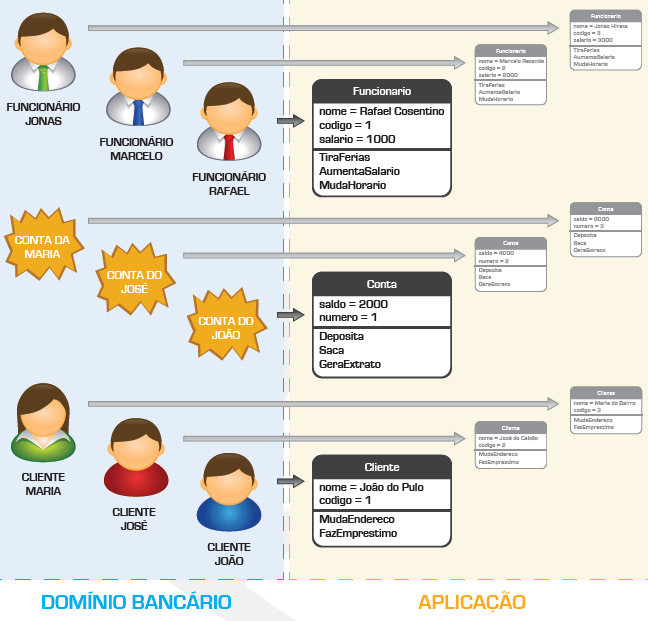 FUNCIONÁRIO
JONAS
FUNCIONÁRIO
MARCELO
FUNCIONÁRIO
RAFAEL
Funcionario
nome = Jonas Hirata
codigo = 3
salario = 3000
TiraFerias
AumentaSalario
MudaHorario
Funcionario
nome = Marcelo Rezende
codigo = 2
salario = 2000
TiraFerias
AumentaSalario
MudaHorario
Funcionario
nome = Rafael Cosentino
codigo = 1
salario = 1000
TiraFerias
AumentaSalario
MudaHorario
CONTA DA
MARIA
CONTA DO
JOSÉ
CONTA DO
JOÃO
Conta
saldo = 6000
numero = 3
Deposita
Saca
GeraExtrato
Conta
saldo = 4000
numero = 2
Deposita
Saca
GeraExtrato
Conta
saldo = 2000
numero = 1
Deposita
Saca
GeraExtrato
CLIENTE
MARIA
CLIENTE
JOSÉ
CLIENTE
JOÃO
Cliente
nome = Maria do Bairro
codigo = 3
MudaEndereco
FazEmprestimo
Cliente
nome = José do Caixão
codigo = 2
MudaEndereco
FazEmprestimo
Cliente
nome = João do Pulo
codigo = 1
MudaEndereco
FazEmprestimo
DOMÍNIO BANCÁRIO
APLICAÇÃO